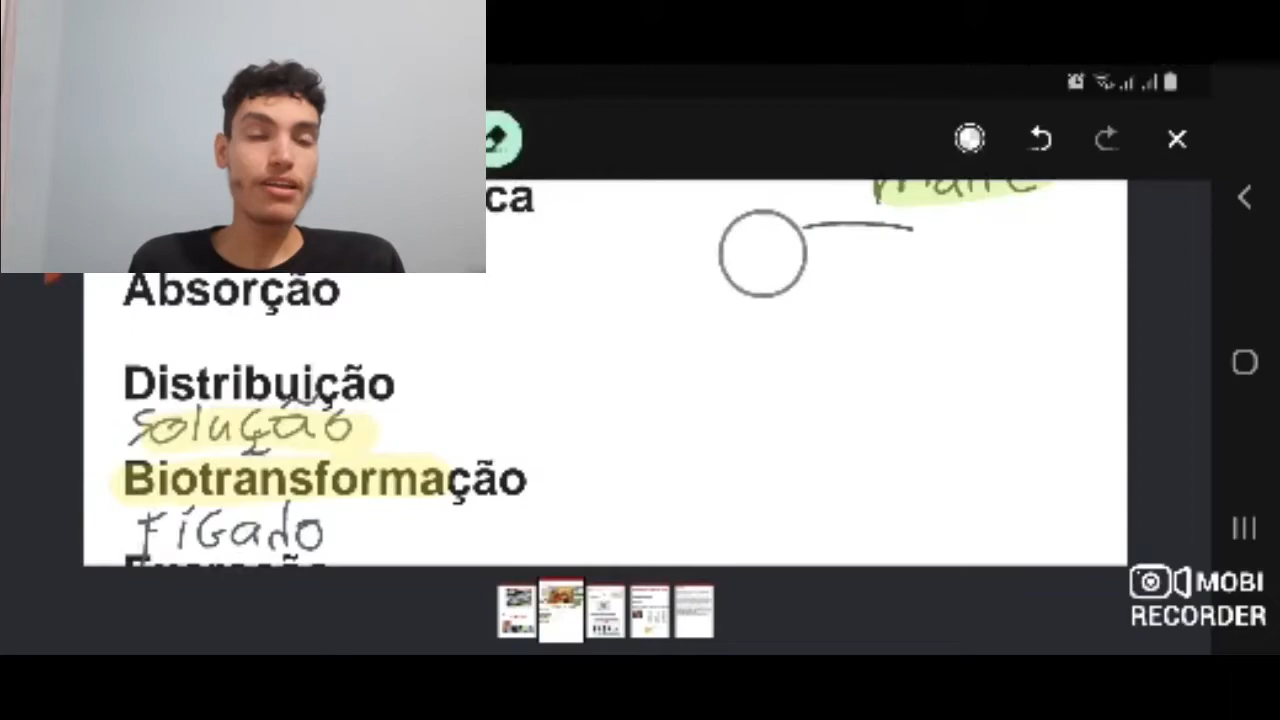 ca
Absorção
Distribuição
solução
Biotransformação
Fígado
MOBI
RECORDER